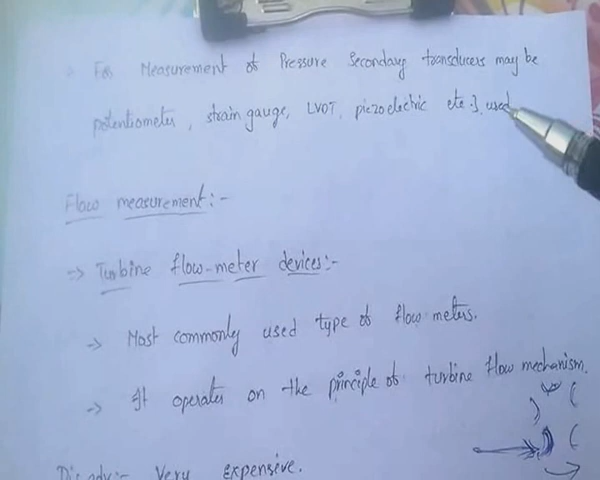 For Measurement of Pressure Secondary transducers may be
potentiometer, strain gauge, LVDT, piezoelectric etc }, used
Flow measurement:-
-> Turbine flow-meter devices:-
-> Most commonly used type of flow meters.
-> It operates on the principle of turbine flow mechanism.
Disadv:- Very expensive.